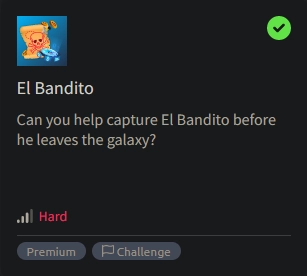 El Bandito
Can you help capture El Bandito before
he leaves the galaxy?
Hard
Premium
Challenge